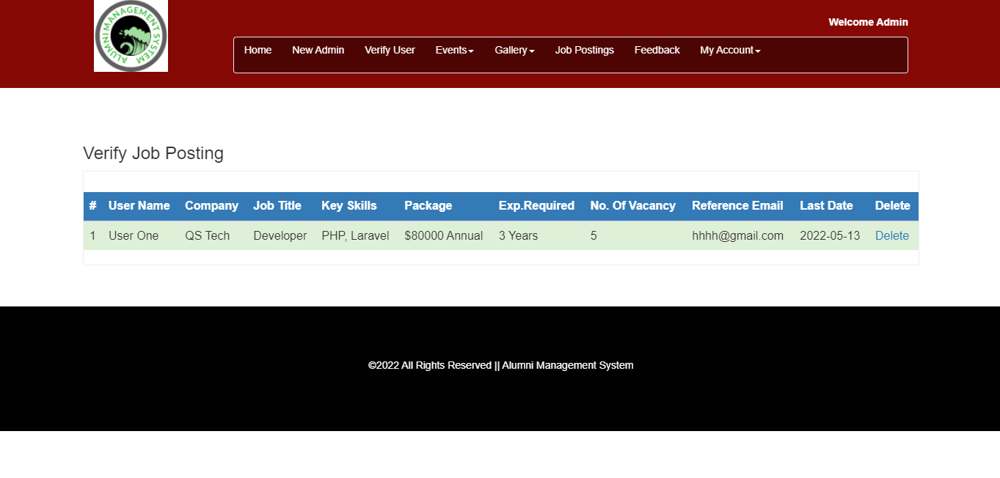 ALUMNI MANAGEMENT SYSTEM
Welcome Admin
Home New Admin Verify User Events Gallery Job Postings Feedback My Account
Verify Job Posting
# User Name Company Job Title Key Skills Package Exp.Required No. Of Vacancy Reference Email Last Date Delete
1 User One QS Tech Developer PHP, Laravel $80000 Annual 3 Years 5 hhhh@gmail.com 2022-05-13 Delete
©2022 All Rights Reserved || Alumni Management System